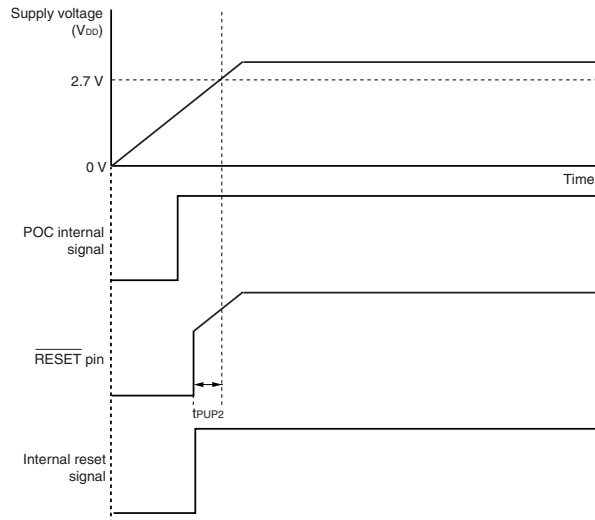 Supply voltage
(VDD)
2.7 V
0 V
Time
POC internal
signal
RESET pin
tPUP2
Internal reset
signal